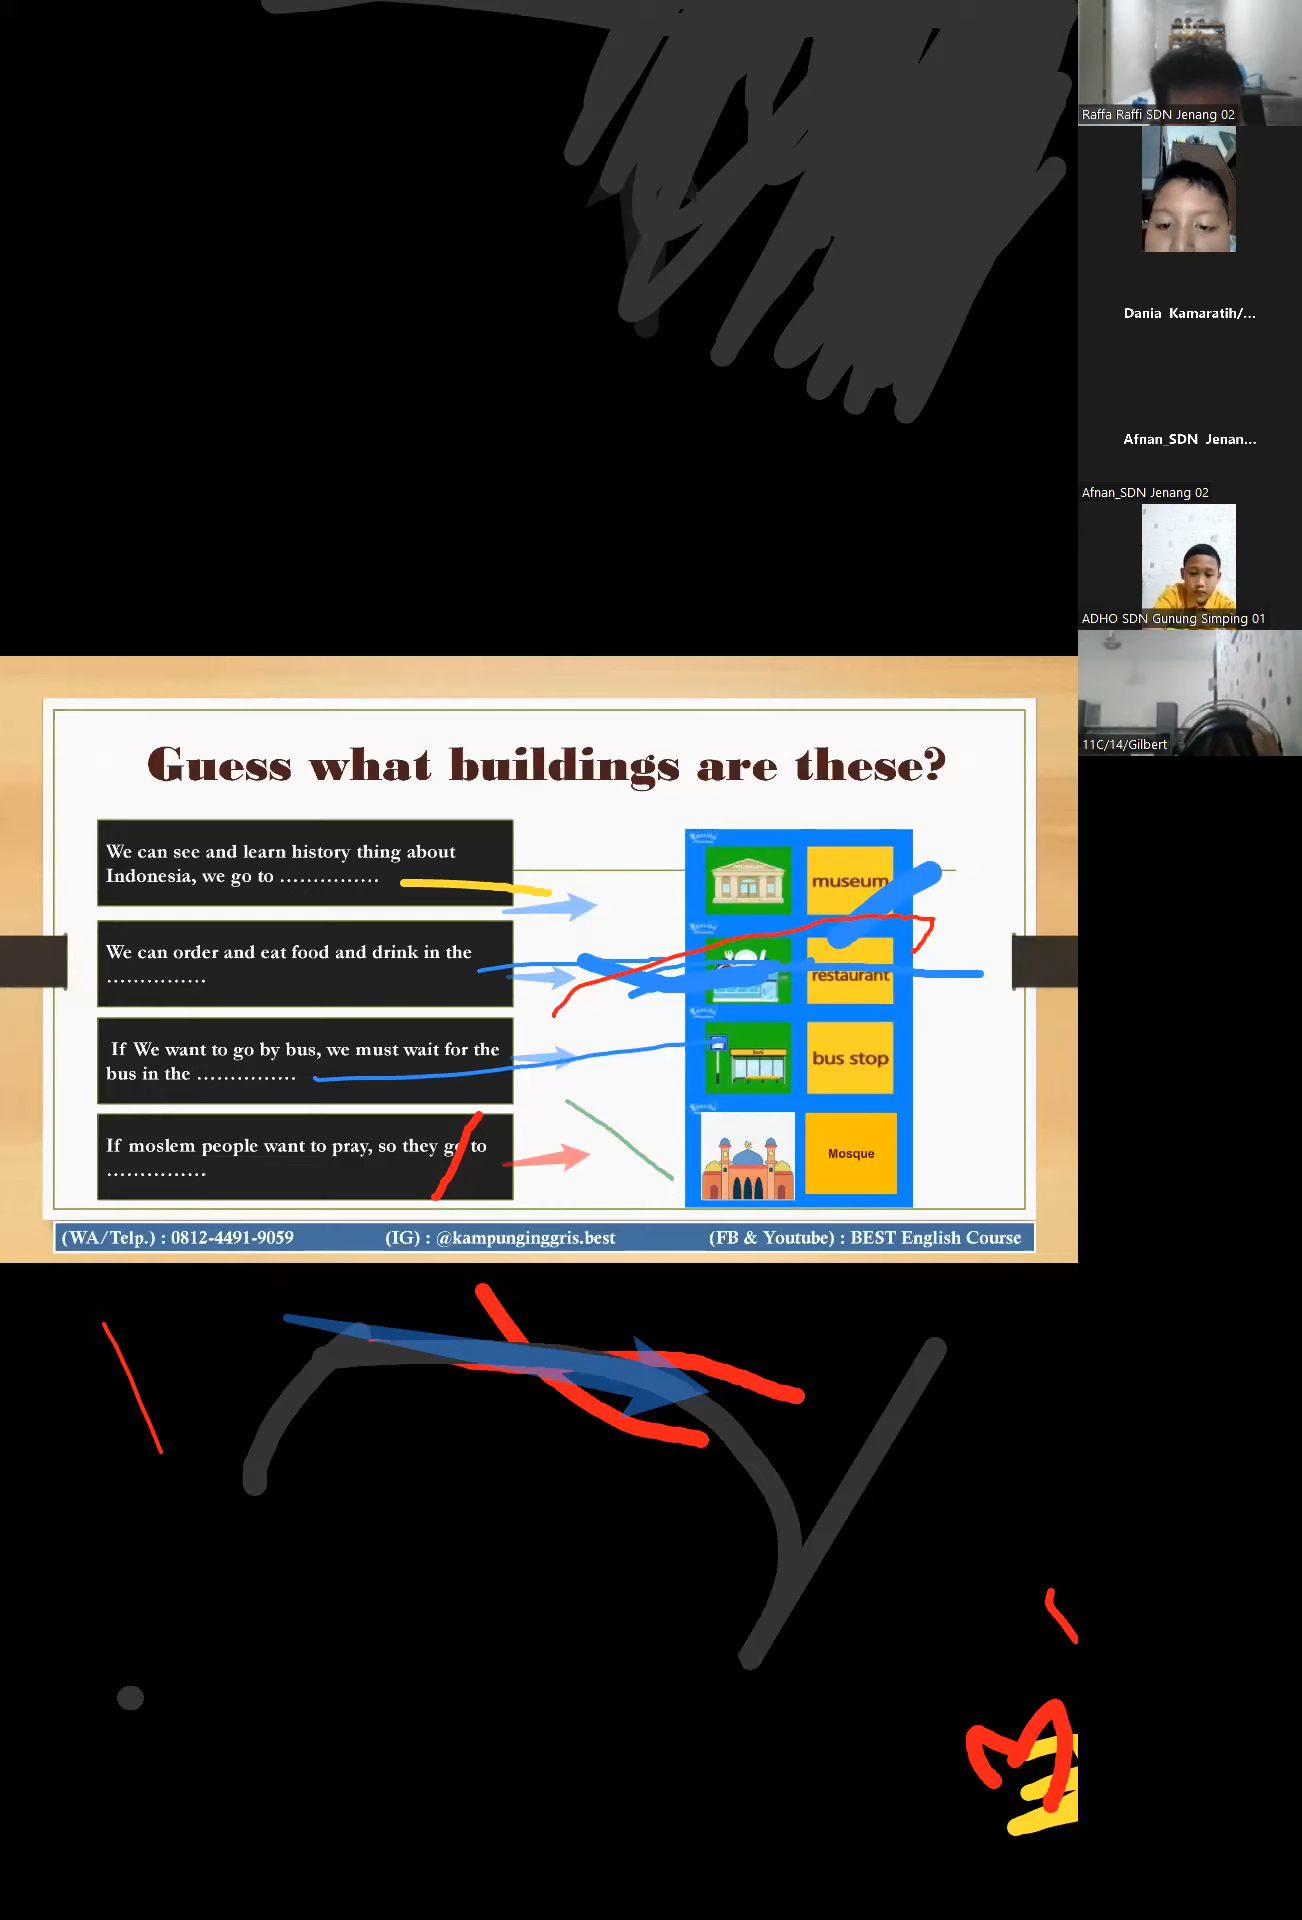 Raffa Raffi SDN Jenang 02
Dania Kamaratih/...
Afnan_SDN Jenan...
Afnan_SDN Jenang 02
ADHO SDN Gunung Simping 01
11C/14/Gilbert
Guess what buildings are these?
We can see and learn history thing about
Indonesia, we go to ...............
We can order and eat food and drink in the
...............
If We want to go by bus, we must wait for the
bus in the ...............
If moslem people want to pray, so they go to
...............
museum
restaurant
bus
bus stop
Mosque
(WA/Telp.) : 0812-4491-9059 (IG) : @kampunginggris.best (FB & Youtube) : BEST English Course